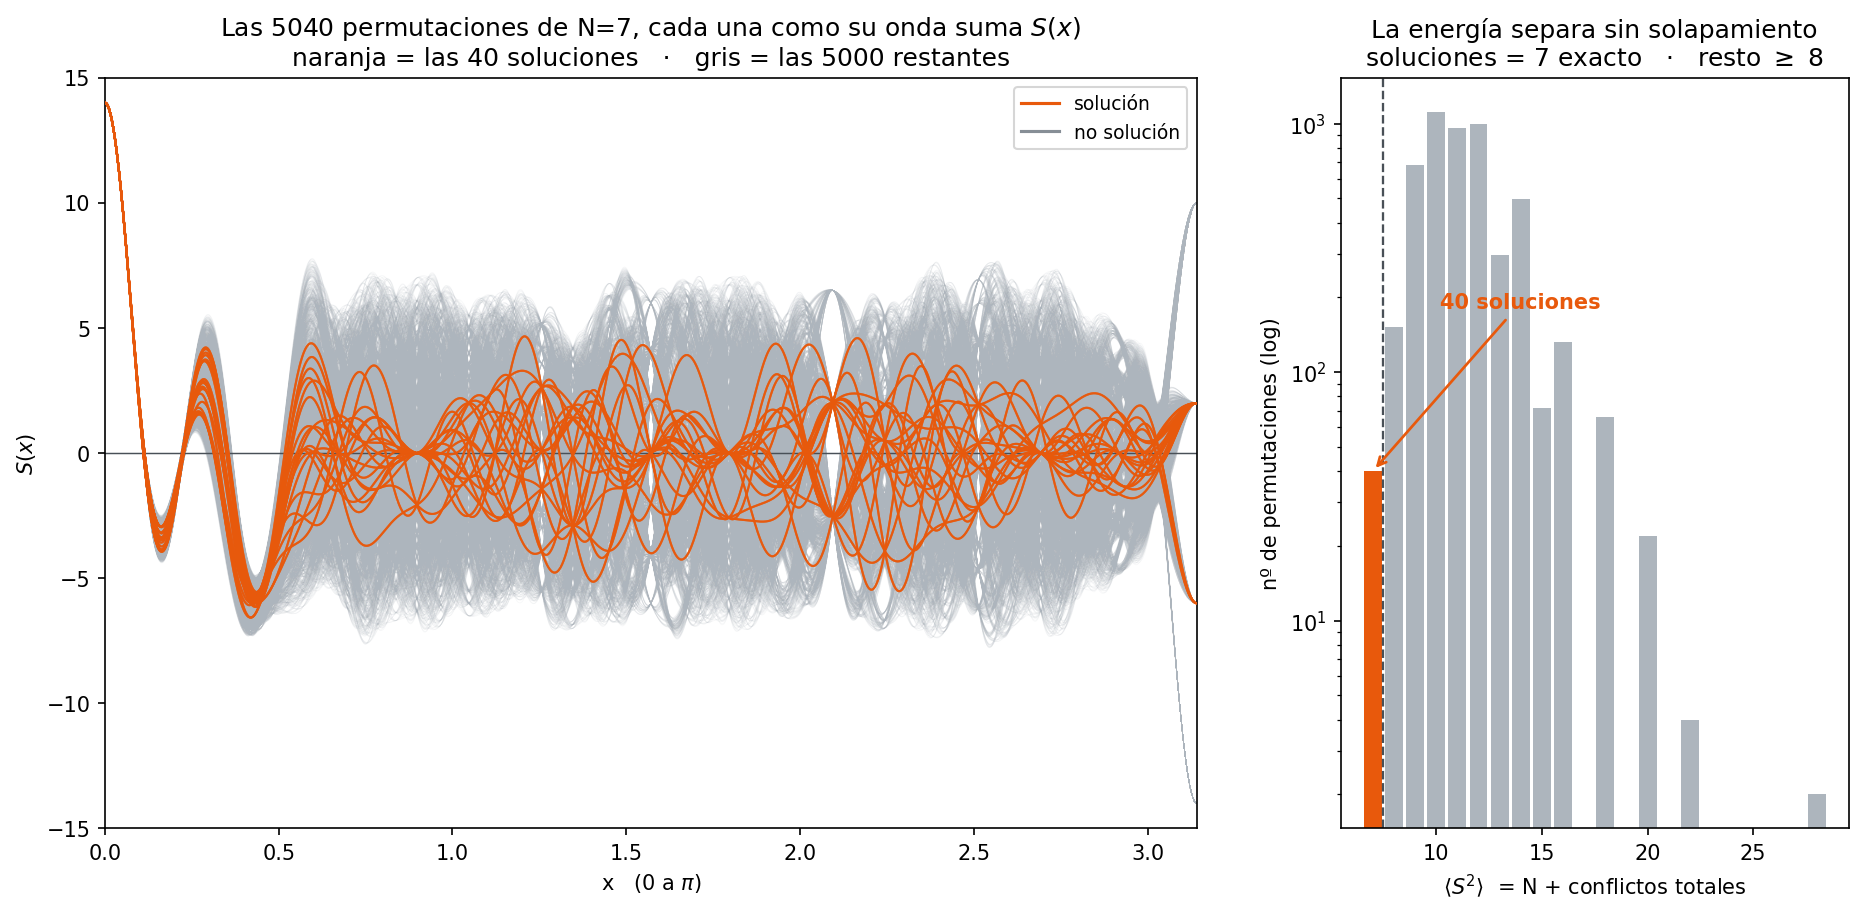 Las 5040 permutaciones de N=7, cada una como su onda suma S(x)
naranja = las 40 soluciones · gris = las 5000 restantes
15
10
5
0
−5
−10
−15
S(x)
solución
no solución
0.0
0.5
1.0
1.5
2.0
2.5
3.0
x (0 a π)
La energía separa sin solapamiento
soluciones = 7 exacto · resto ≥ 8
10³
10²
10¹
nº de permutaciones (log)
40 soluciones
10
15
20
25
⟨S²⟩ = N + conflictos totales